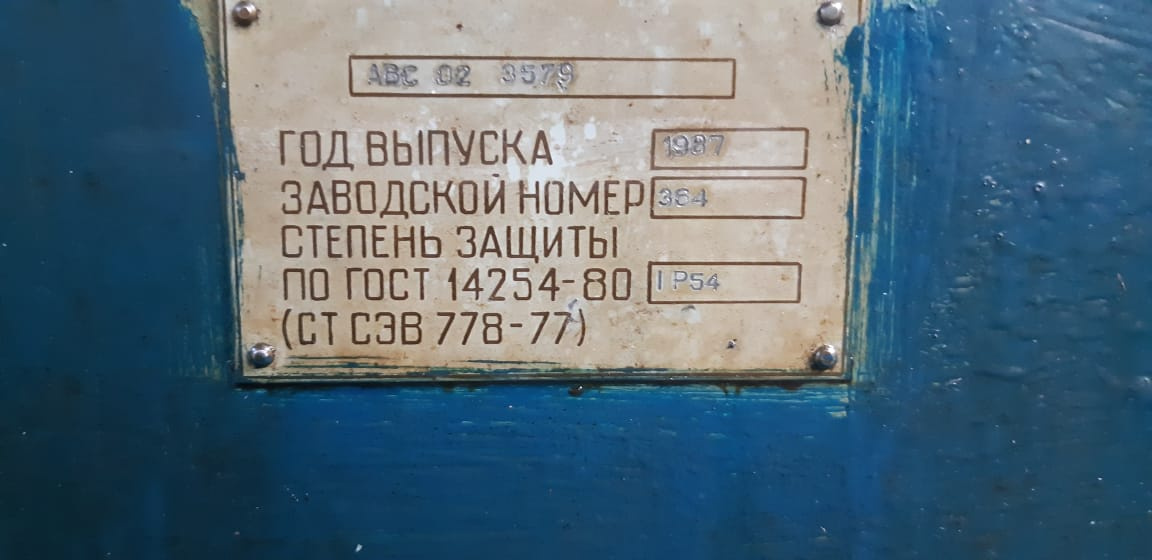 АВС 02 3579
ГОД ВЫПУСКА 1987
ЗАВОДСКОЙ НОМЕР 364
СТЕПЕНЬ ЗАЩИТЫ
ПО ГОСТ 14254-80 IP54
(СТ СЭВ 778-77)